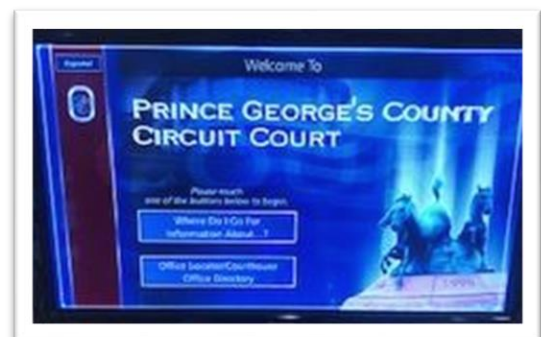 Español
Welcome To
PRINCE GEORGE'S COUNTY
CIRCUIT COURT
Please touch
one of the buttons below to begin.
Where Do I Go For
Information About...?
Office Locator/Courthouse
Office Directory
1996